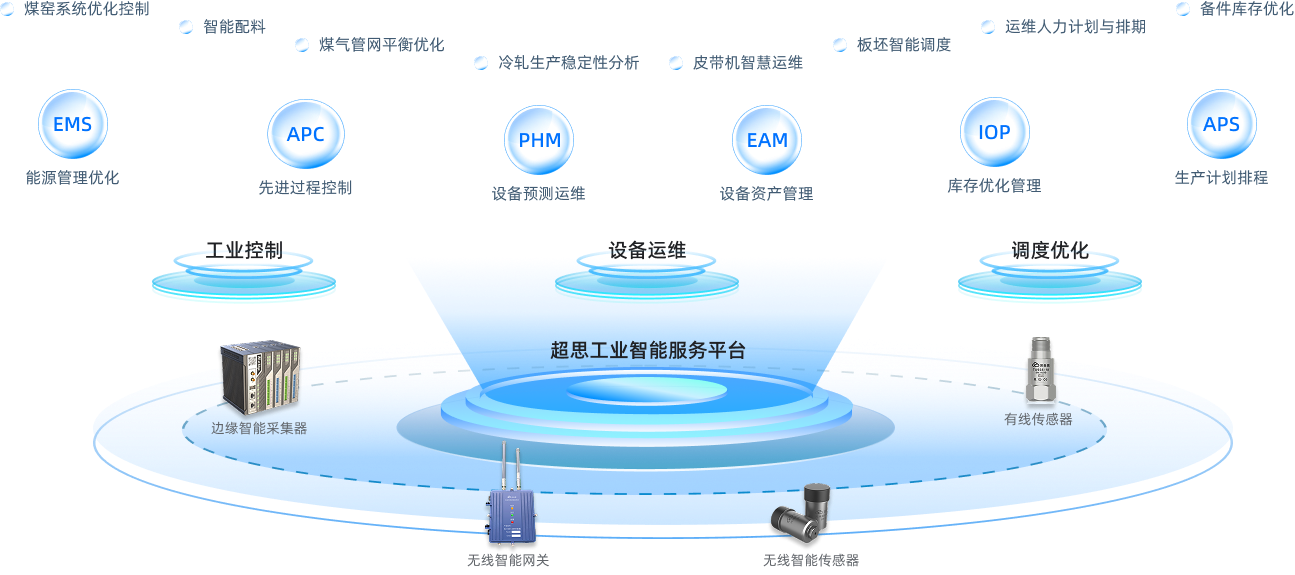 煤窑系统优化控制
备件库存优化
智能配料
运维人力计划与排期
煤气管网平衡优化
板坯智能调度
冷轧生产稳定性分析
皮带机智慧运维
EMS
APC
PHM
EAM
IOP
APS
能源管理优化
先进过程控制
设备预测运维
设备资产管理
库存优化管理
生产计划排程
工业控制
设备运维
调度优化
超思工业智能服务平台
边缘智能采集器
有线传感器
无线智能网关
无线智能传感器